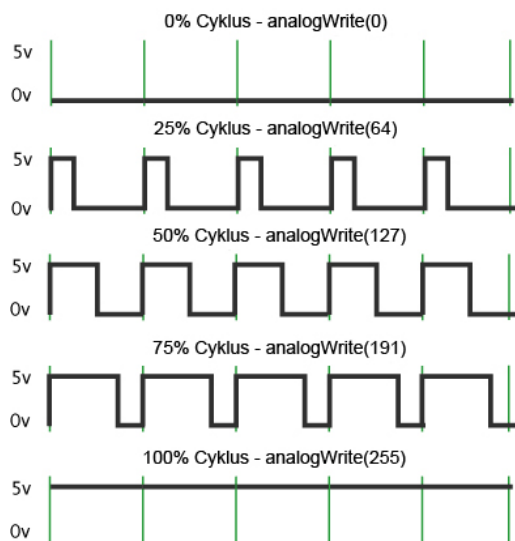 0% Cyklus - analogWrite(0)
5v
0v
25% Cyklus - analogWrite(64)
5v
0v
50% Cyklus - analogWrite(127)
5v
0v
75% Cyklus - analogWrite(191)
5v
0v
100% Cyklus - analogWrite(255)
5v
0v